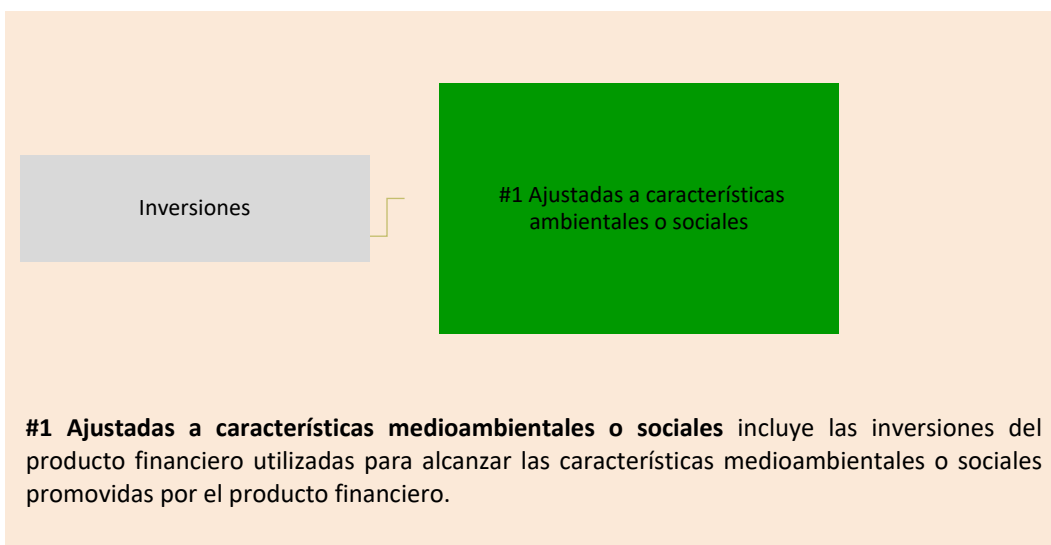 Inversiones
#1 Ajustadas a características
ambientales o sociales
#1 Ajustadas a características medioambientales o sociales incluye las inversiones del
producto financiero utilizadas para alcanzar las características medioambientales o sociales
promovidas por el producto financiero.